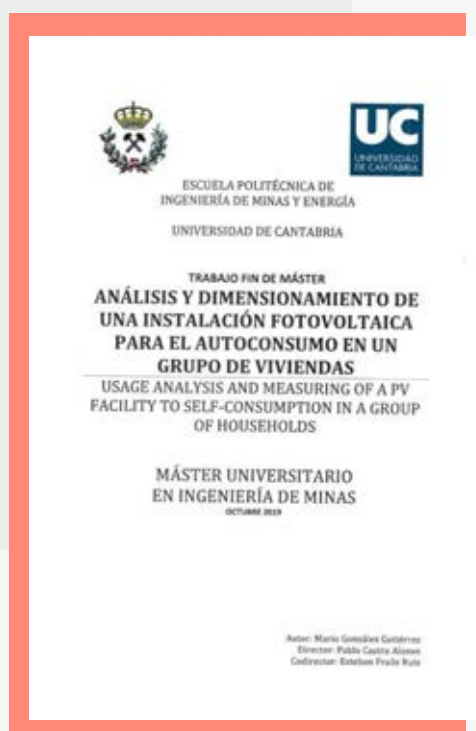 UC
UNIVERSIDAD
DE CANTABRIA
ESCUELA POLITÉCNICA DE
INGENIERÍA DE MINAS Y ENERGÍA
UNIVERSIDAD DE CANTABRIA
TRABAJO FIN DE MÁSTER
ANÁLISIS Y DIMENSIONAMIENTO DE
UNA INSTALACIÓN FOTOVOLTAICA
PARA EL AUTOCONSUMO EN UN
GRUPO DE VIVIENDAS
USAGE ANALYSIS AND MEASURING OF A PV
FACILITY TO SELF-CONSUMPTION IN A GROUP
OF HOUSEHOLDS
MÁSTER UNIVERSITARIO
EN INGENIERÍA DE MINAS
OCTUBRE 2019
Autor: Mario González Gutiérrez
Director: Pablo Castro Alonso
Codirector: Esteban Fraile Ruiz